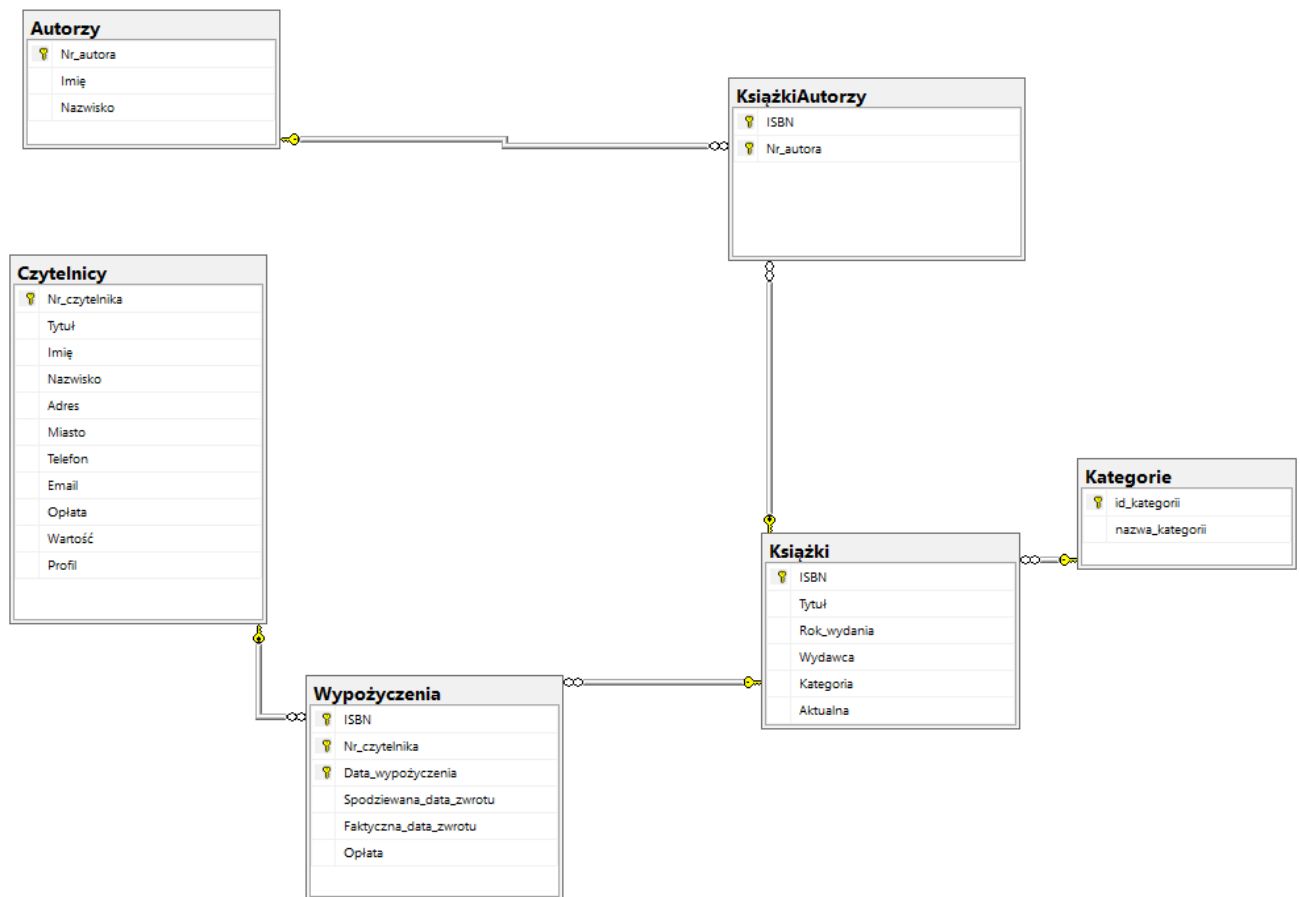 Autorzy
Nr_autora
Imię
Nazwisko
KsiążkiAutorzy
ISBN
Nr_autora
Czytelnicy
Nr_czytelnika
Tytuł
Imię
Nazwisko
Adres
Miasto
Telefon
Email
Opłata
Wartość
Profil
Kategorie
id_kategorii
nazwa_kategorii
Książki
ISBN
Tytuł
Rok_wydania
Wydawca
Kategoria
Aktualna
Wypożyczenia
ISBN
Nr_czytelnika
Data_wypożyczenia
Spodziewana_data_zwrotu
Faktyczna_data_zwrotu
Opłata